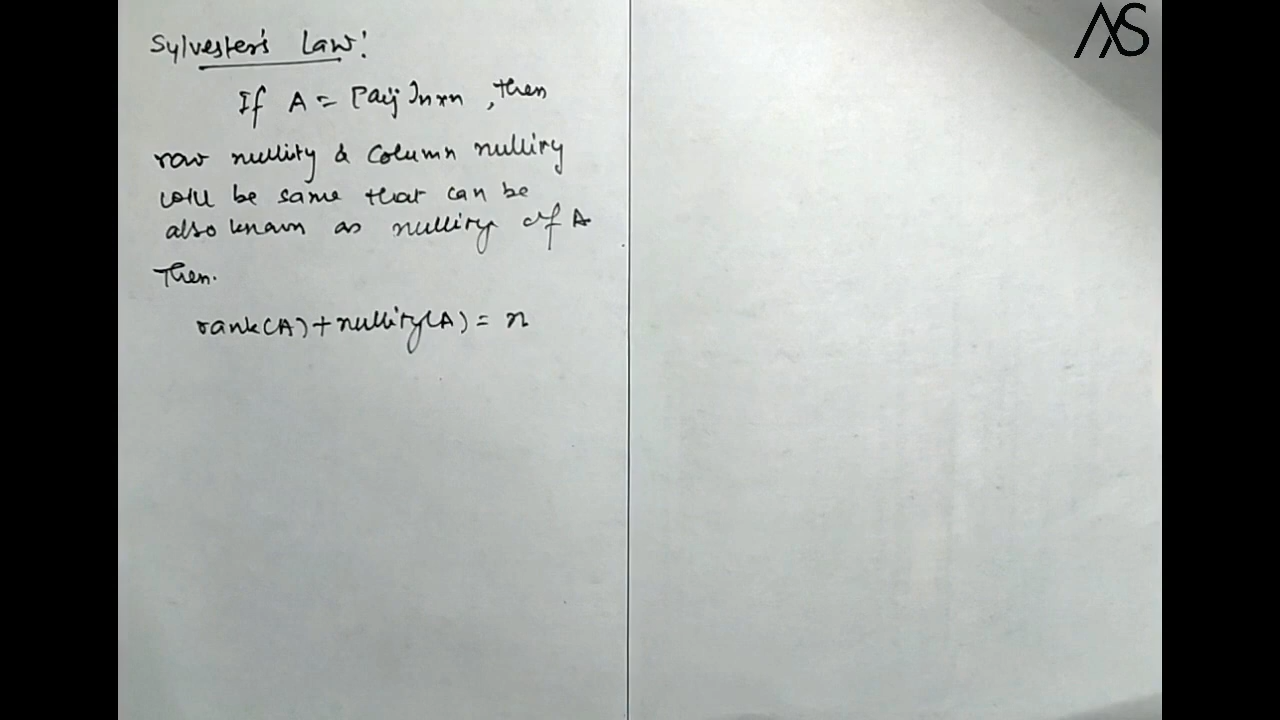 Sylvester's Law:
If A = [aij]nxn, then
row nullity & Column nullity
will be same that can be
also known as nullity of A
Then.
rank(A)+nullity(A) = n
AS